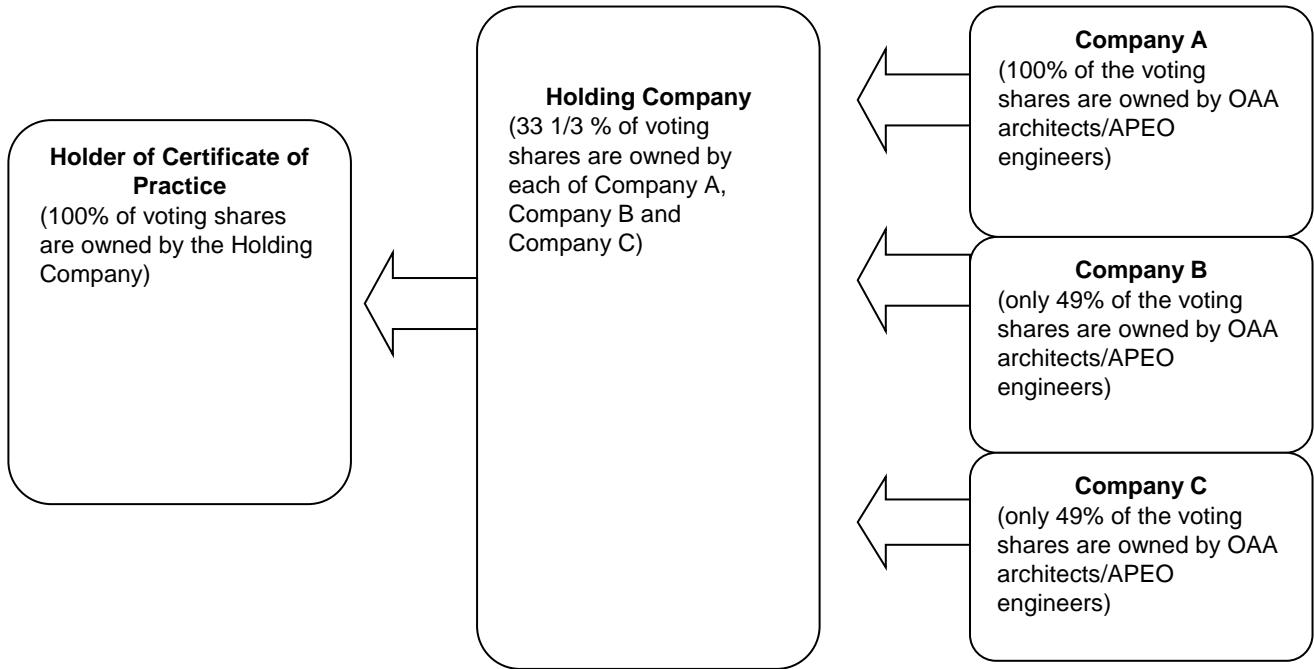 Holder of Certificate of
Practice
(100% of voting shares
are owned by the Holding
Company)
Holding Company
(33 1/3 % of voting
shares are owned by
each of Company A,
Company B and
Company C)
Company A
(100% of the voting
shares are owned by OAA
architects/APEO
engineers)
Company B
(only 49% of the voting
shares are owned by OAA
architects/APEO
engineers)
Company C
(only 49% of the voting
shares are owned by OAA
architects/APEO
engineers)